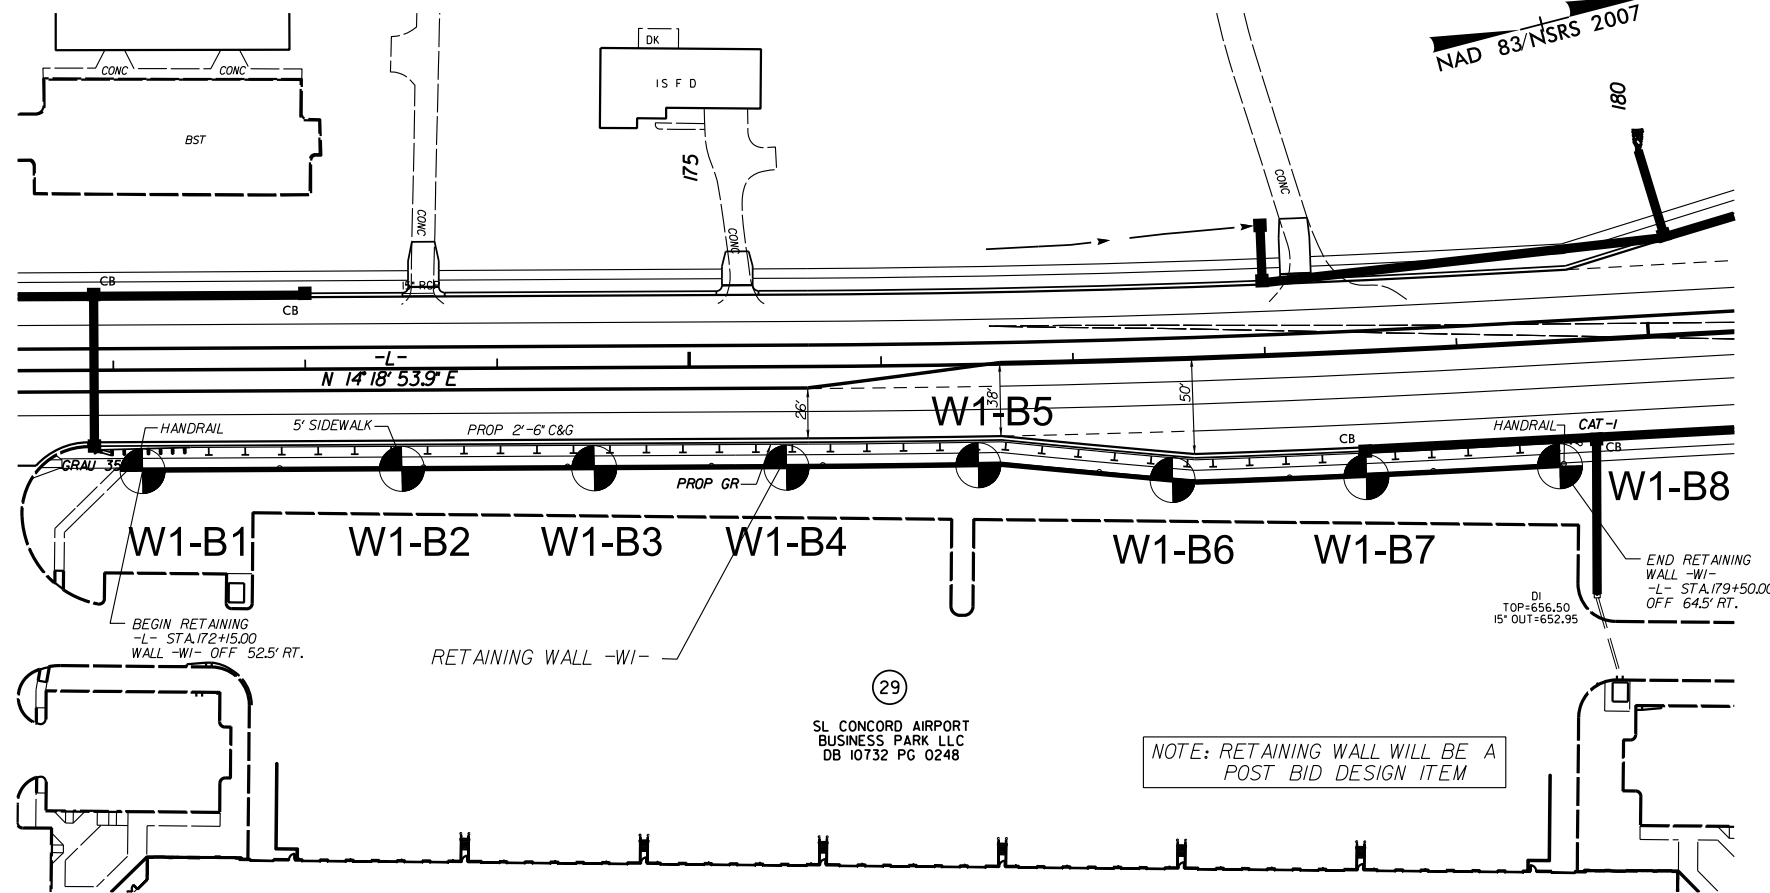 NAD 83/NSRS 2007
DK
CONC
CONC
I S F D
180
BST
175
CONC
CONC
CONC
CB
CB
15" RCP
-L-
N 14° 18' 53.9" E
26'
38'
50'
W1-B5
HANDRAIL
5' SIDEWALK
PROP 2'-6" C&G
HANDRAIL
CAT-1
CB
CB
GRAU 35
PROP GR
W1-B8
W1-B1
W1-B2
W1-B3
W1-B4
W1-B6
W1-B7
END RETAINING
WALL -W1-
-L- STA.179+50.00
OFF 64.5' RT.
DI
TOP=656.50
15" OUT=652.95
BEGIN RETAINING
-L- STA.172+15.00
WALL -W1- OFF 52.5' RT.
RETAINING WALL -W1-
29
SL CONCORD AIRPORT
BUSINESS PARK LLC
DB 10732 PG 0248
NOTE: RETAINING WALL WILL BE A
POST BID DESIGN ITEM